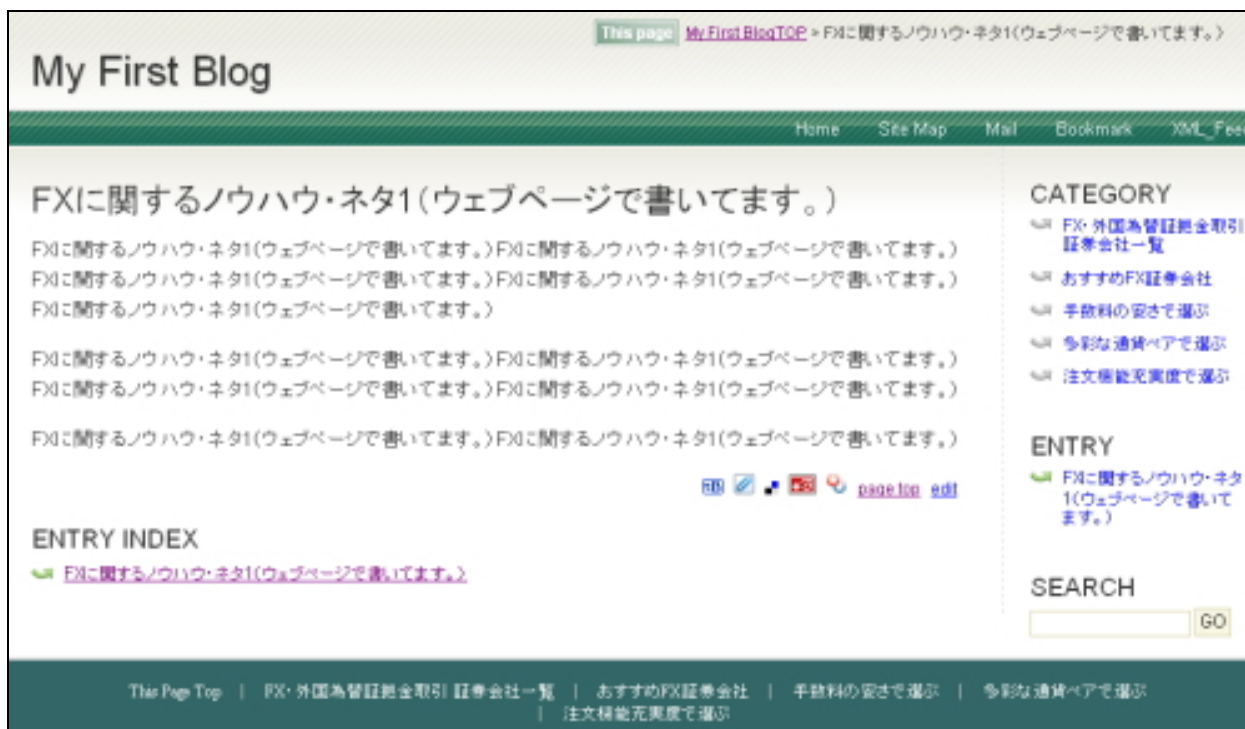 This page My First BlogTOP > FXに関するノウハウ・ネタ1(ウェブページで書いてます。)
My First Blog
Home Site Map Mail Bookmark XML_Feed
FXに関するノウハウ・ネタ1(ウェブページで書いてます。)
FXに関するノウハウ・ネタ1(ウェブページで書いてます。)FXに関するノウハウ・ネタ1(ウェブページで書いてます。)
FXに関するノウハウ・ネタ1(ウェブページで書いてます。)FXに関するノウハウ・ネタ1(ウェブページで書いてます。)
FXに関するノウハウ・ネタ1(ウェブページで書いてます。)
FXに関するノウハウ・ネタ1(ウェブページで書いてます。)FXに関するノウハウ・ネタ1(ウェブページで書いてます。)
FXに関するノウハウ・ネタ1(ウェブページで書いてます。)FXに関するノウハウ・ネタ1(ウェブページで書いてます。)
FXに関するノウハウ・ネタ1(ウェブページで書いてます。)FXに関するノウハウ・ネタ1(ウェブページで書いてます。)
page top edit
ENTRY INDEX
FXに関するノウハウ・ネタ1(ウェブページで書いてます。)
CATEGORY
FX・外国為替証拠金取引
証券会社一覧
おすすめFX証券会社
手数料の安さで選ぶ
多彩な通貨ペアで選ぶ
注文機能充実度で選ぶ
ENTRY
FXに関するノウハウ・ネタ
1(ウェブページで書いて
ます。)
SEARCH
GO
This Page Top | FX・外国為替証拠金取引 証券会社一覧 | おすすめFX証券会社 | 手数料の安さで選ぶ | 多彩な通貨ペアで選ぶ
| 注文機能充実度で選ぶ